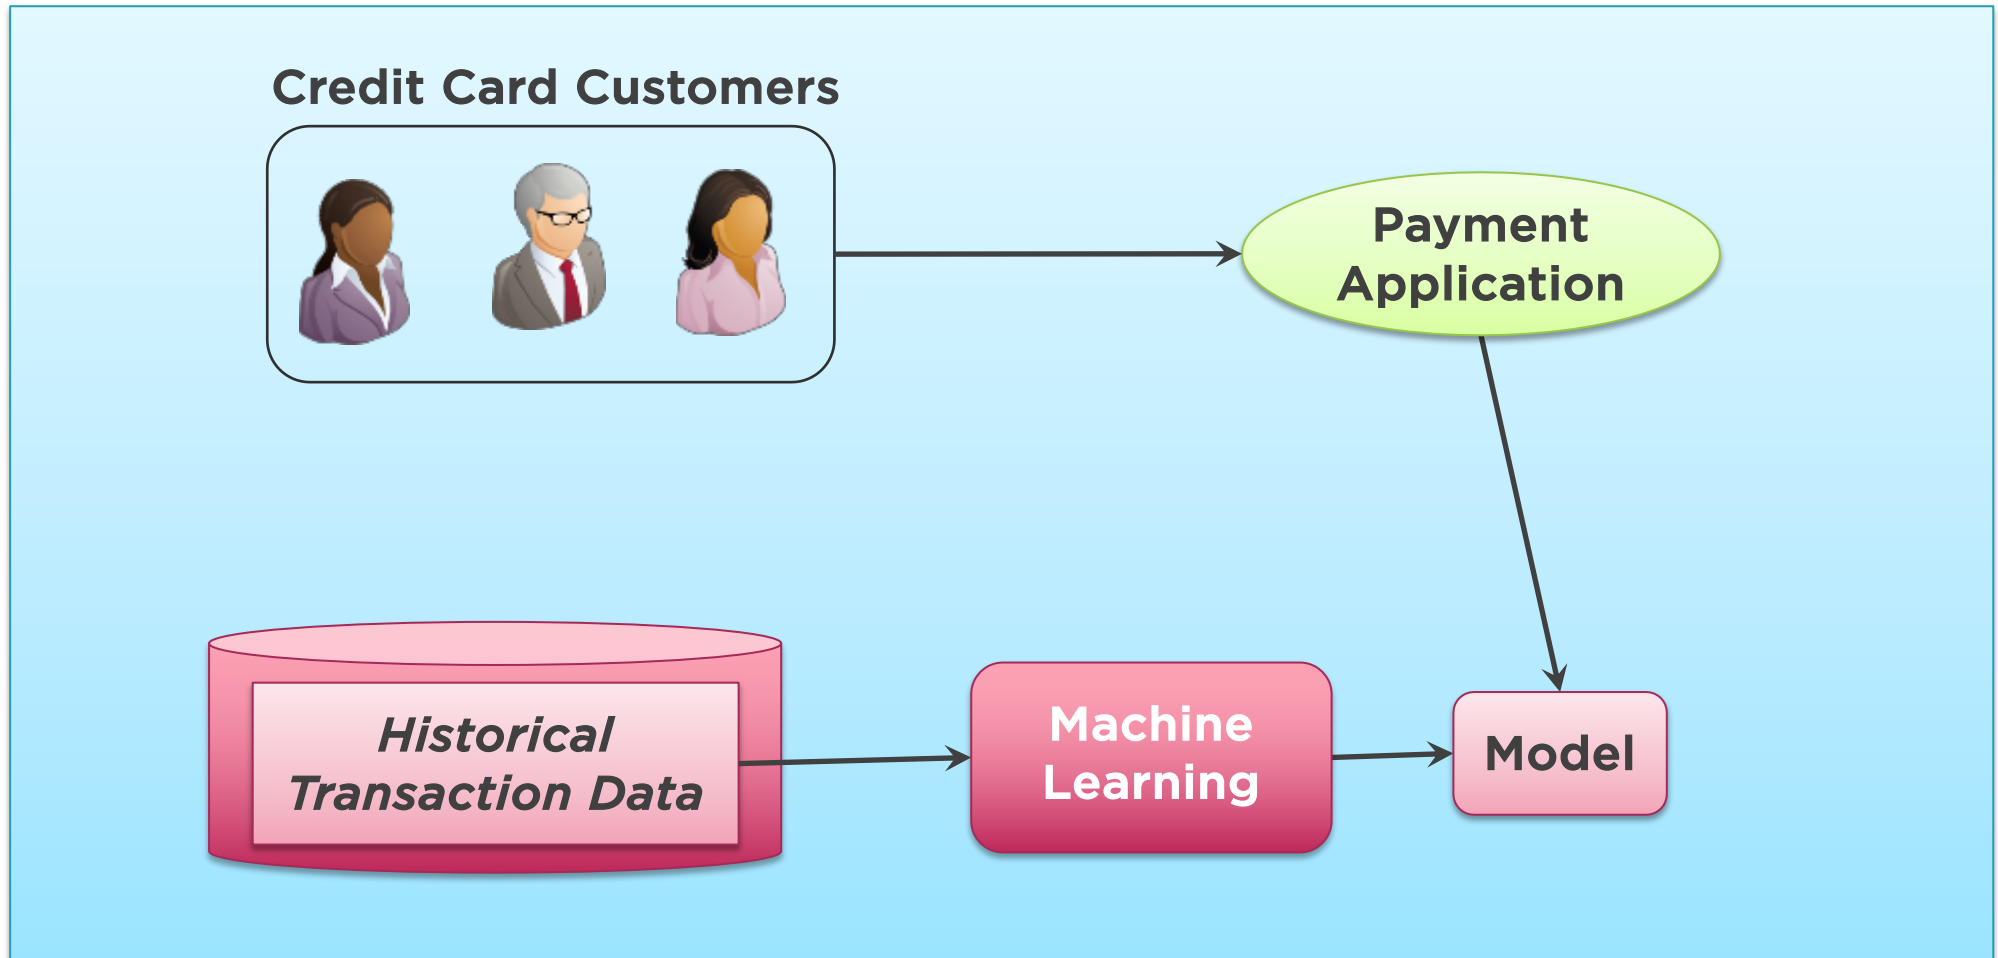 Credit Card Customers
Payment
Application
Historical
Transaction Data
Machine
Learning
Model